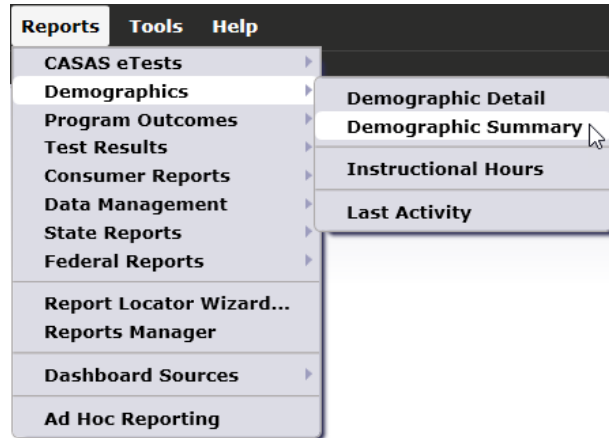 Reports Tools Help
CASAS eTests
Demographics
Program Outcomes
Test Results
Consumer Reports
Data Management
State Reports
Federal Reports
Report Locator Wizard...
Reports Manager
Dashboard Sources
Ad Hoc Reporting
Demographic Detail
Demographic Summary
Instructional Hours
Last Activity